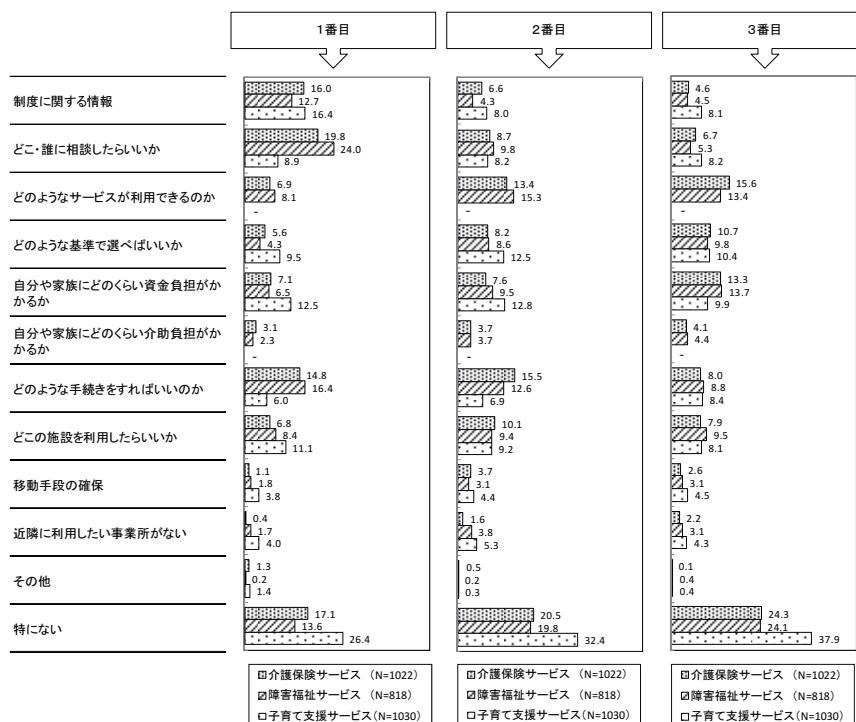 １番目 ２番目 ３番目
制度に関する情報
16.0 6.6 4.6
12.7 4.3 4.5
16.4 8.0 8.1
どこ・誰に相談したらいいか
19.8 8.7 6.7
24.0 9.8 5.3
8.9 8.2 8.2
どのようなサービスが利用できるのか
6.9 13.4 15.6
8.1 15.3 13.4
- - -
どのような基準で選べばいいか
5.6 8.2 10.7
4.3 8.6 9.8
9.5 12.5 10.4
自分や家族にどのくらい資金負担がか
かるか
7.1 7.6 13.3
6.5 9.5 13.7
12.5 12.8 9.9
自分や家族にどのくらい介助負担がか
かるか
3.1 3.7 4.1
2.3 3.7 4.4
- - -
どのような手続きをすればいいのか
14.8 15.5 8.0
16.4 12.6 8.8
6.0 6.9 8.4
どこの施設を利用したらいいか
6.8 10.1 7.9
8.4 9.4 9.5
11.1 9.2 8.1
移動手段の確保
1.1 3.7 2.6
1.8 3.1 3.1
3.8 4.4 4.5
近隣に利用したい事業所がない
0.4 1.6 2.2
1.7 3.8 3.1
4.0 5.3 4.3
その他
1.3 0.5 0.1
0.2 0.2 0.4
1.4 0.3 0.4
特にない
17.1 20.5 24.3
13.6 19.8 24.1
26.4 32.4 37.9
介護保険サービス （N=1022） 介護保険サービス （N=1022） 介護保険サービス （N=1022）
障害福祉サービス （N=818） 障害福祉サービス （N=818） 障害福祉サービス （N=818）
子育て支援サービス（N=1030） 子育て支援サービス（N=1030） 子育て支援サービス（N=1030）